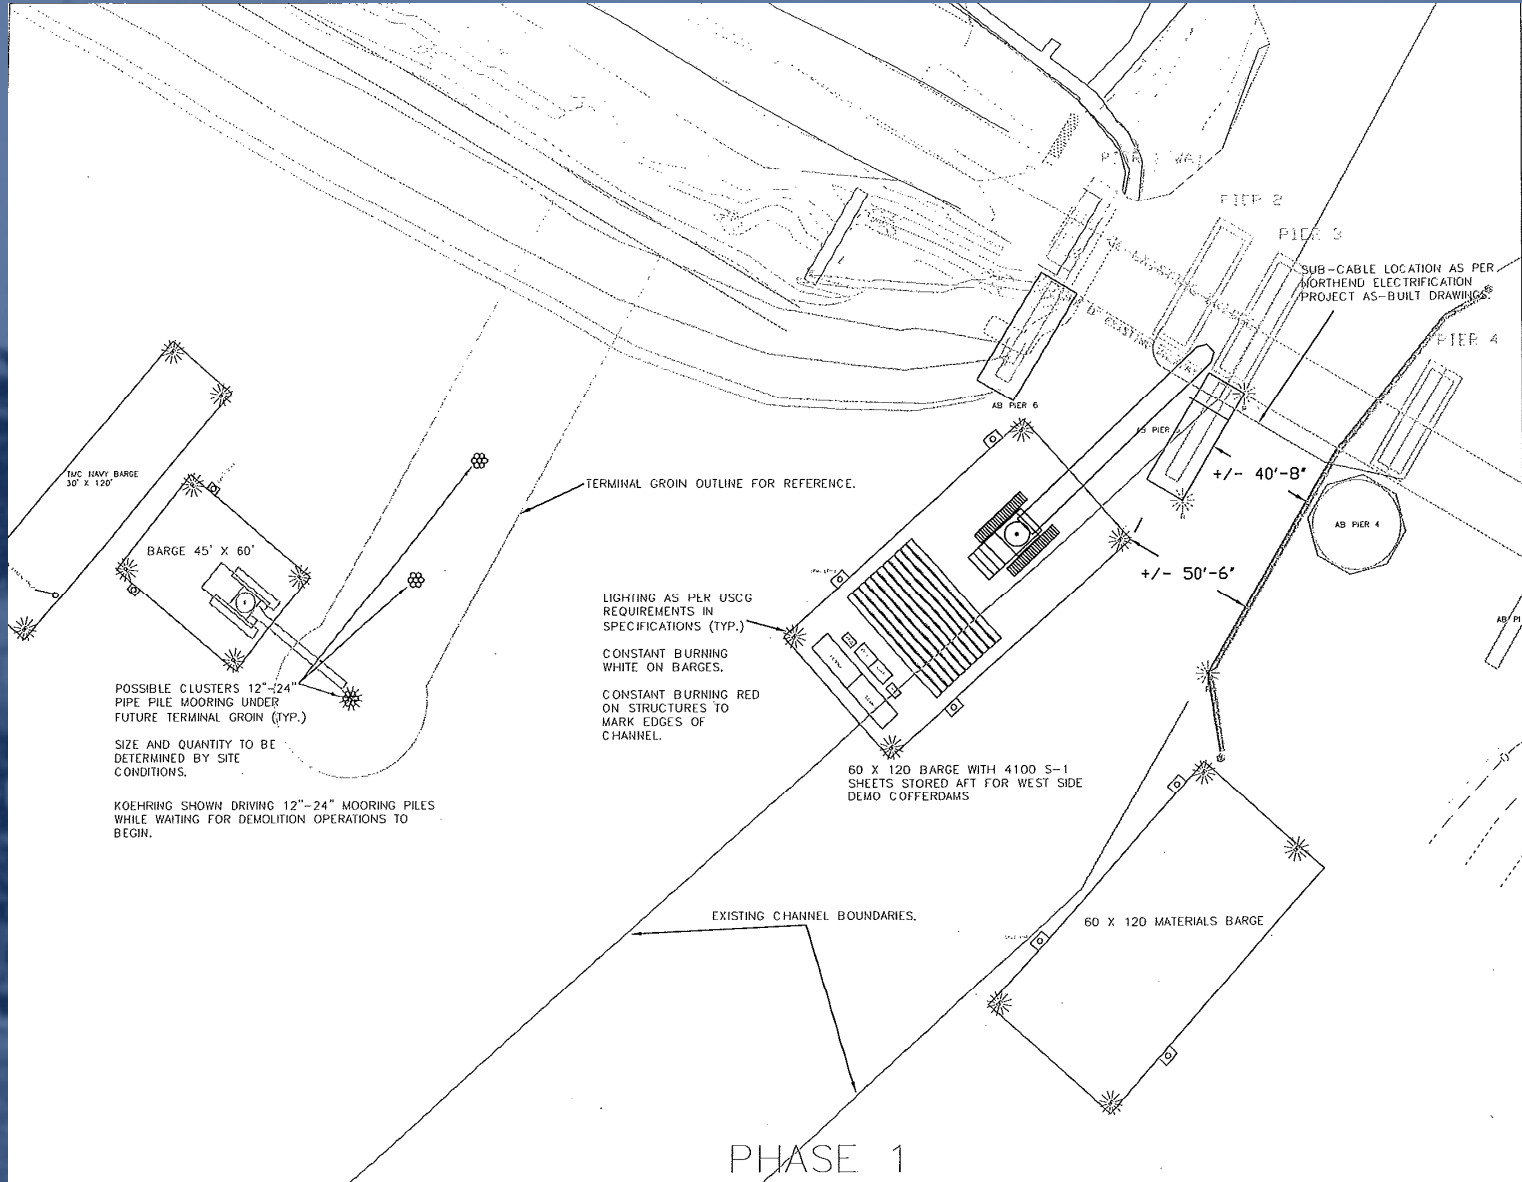 PIER 2
PIER 3
SUB-CABLE LOCATION AS PER
NORTHEND ELECTRIFICATION
PROJECT AS-BUILT DRAWINGS.
PIER 4
AB PIER 6
AB PIER
+/- 40'-8"
AB PIER 4
+/- 50'-6"
TMC NAVY BARGE
30' X 120'
BARGE 45' X 60'
TERMINAL GROIN OUTLINE FOR REFERENCE.
LIGHTING AS PER USCG
REQUIREMENTS IN
SPECIFICATIONS (TYP.)
CONSTANT BURNING
WHITE ON BARGES.
CONSTANT BURNING RED
ON STRUCTURES TO
MARK EDGES OF
CHANNEL.
POSSIBLE CLUSTERS 12"-24"
PIPE PILE MOORING UNDER
FUTURE TERMINAL GROIN (TYP.)
SIZE AND QUANTITY TO BE
DETERMINED BY SITE
CONDITIONS.
KOEHRING SHOWN DRIVING 12"-24" MOORING PILES
WHILE WAITING FOR DEMOLITION OPERATIONS TO
BEGIN.
60 X 120 BARGE WITH 4100 S-1
SHEETS STORED AFT FOR WEST SIDE
DEMO COFFERDAMS
EXISTING CHANNEL BOUNDARIES.
60 X 120 MATERIALS BARGE
AB PI
PHASE 1